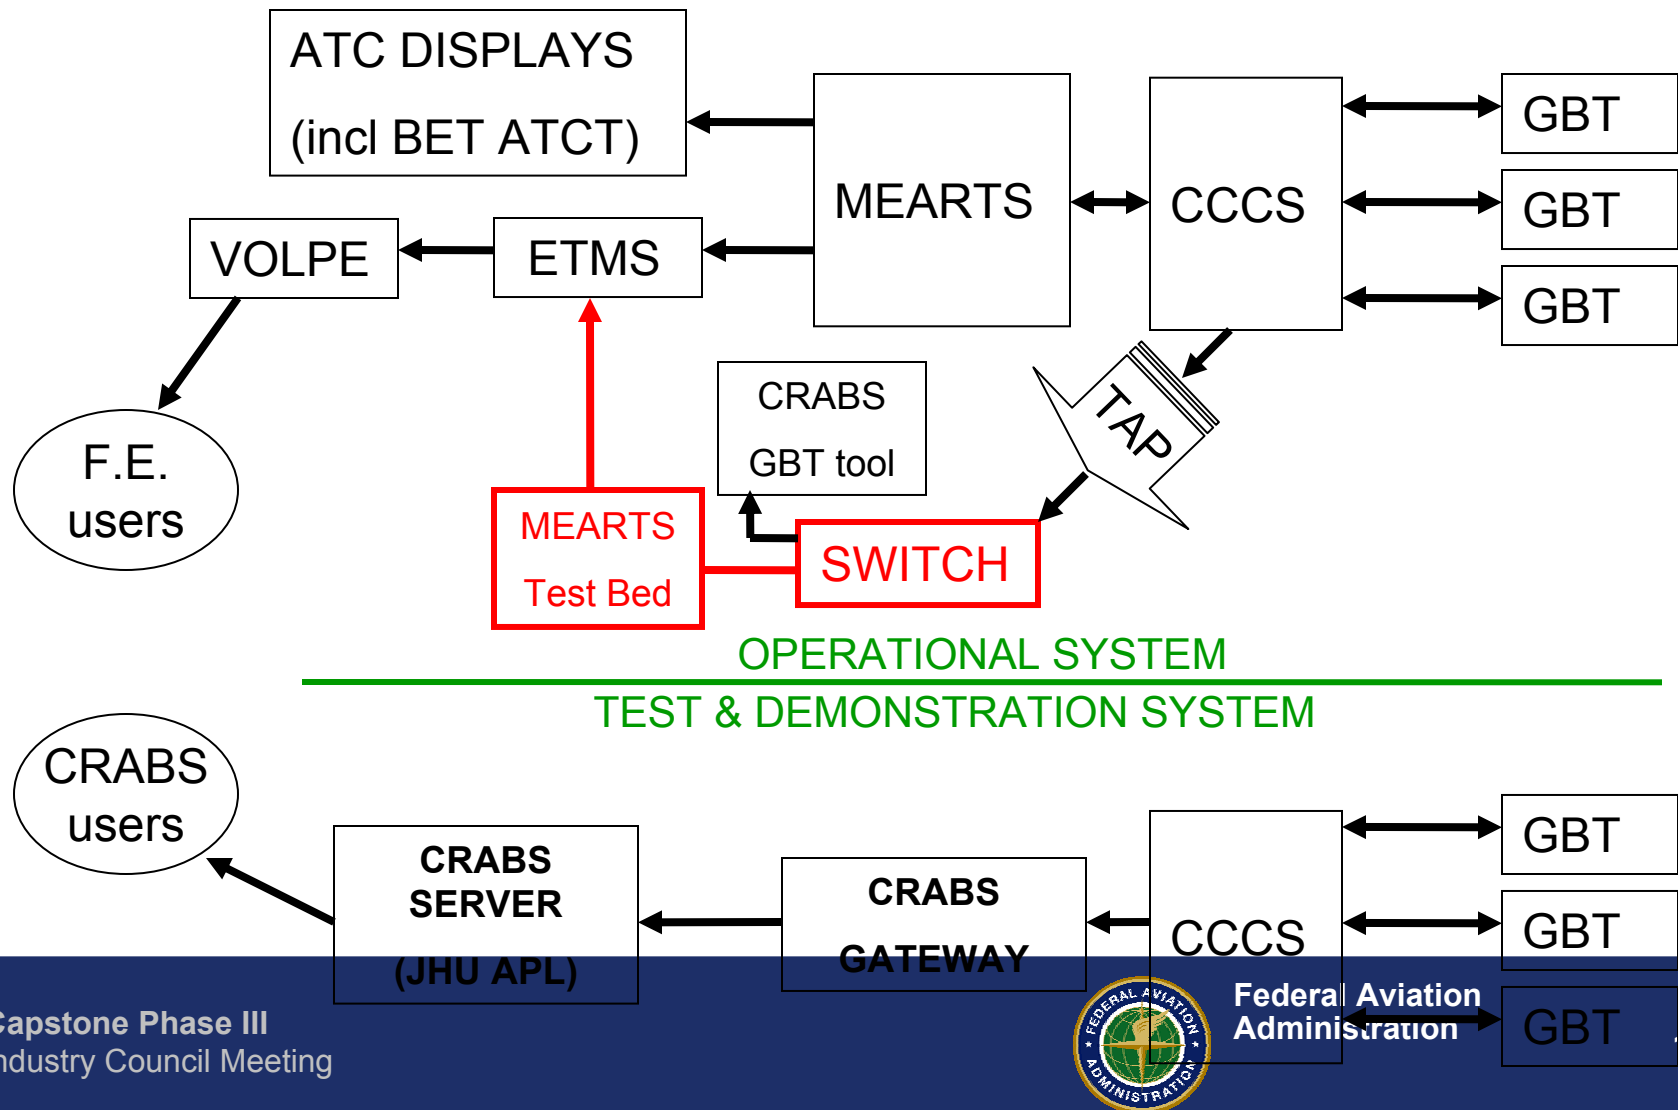 ATC DISPLAYS
(incl BET ATCT)
MEARTS
CCCS
GBT
GBT
GBT
VOLPE
ETMS
F.E.
users
CRABS
GBT tool
TAP
MEARTS
Test Bed
SWITCH
OPERATIONAL SYSTEM
TEST & DEMONSTRATION SYSTEM
CRABS
users
CRABS
SERVER
(JHU APL)
CRABS
GATEWAY
CCCS
GBT
GBT
GBT
Capstone Phase III
Industry Council Meeting
FEDERAL AVIATION
ADMINISTRATION
Federal Aviation
Administration